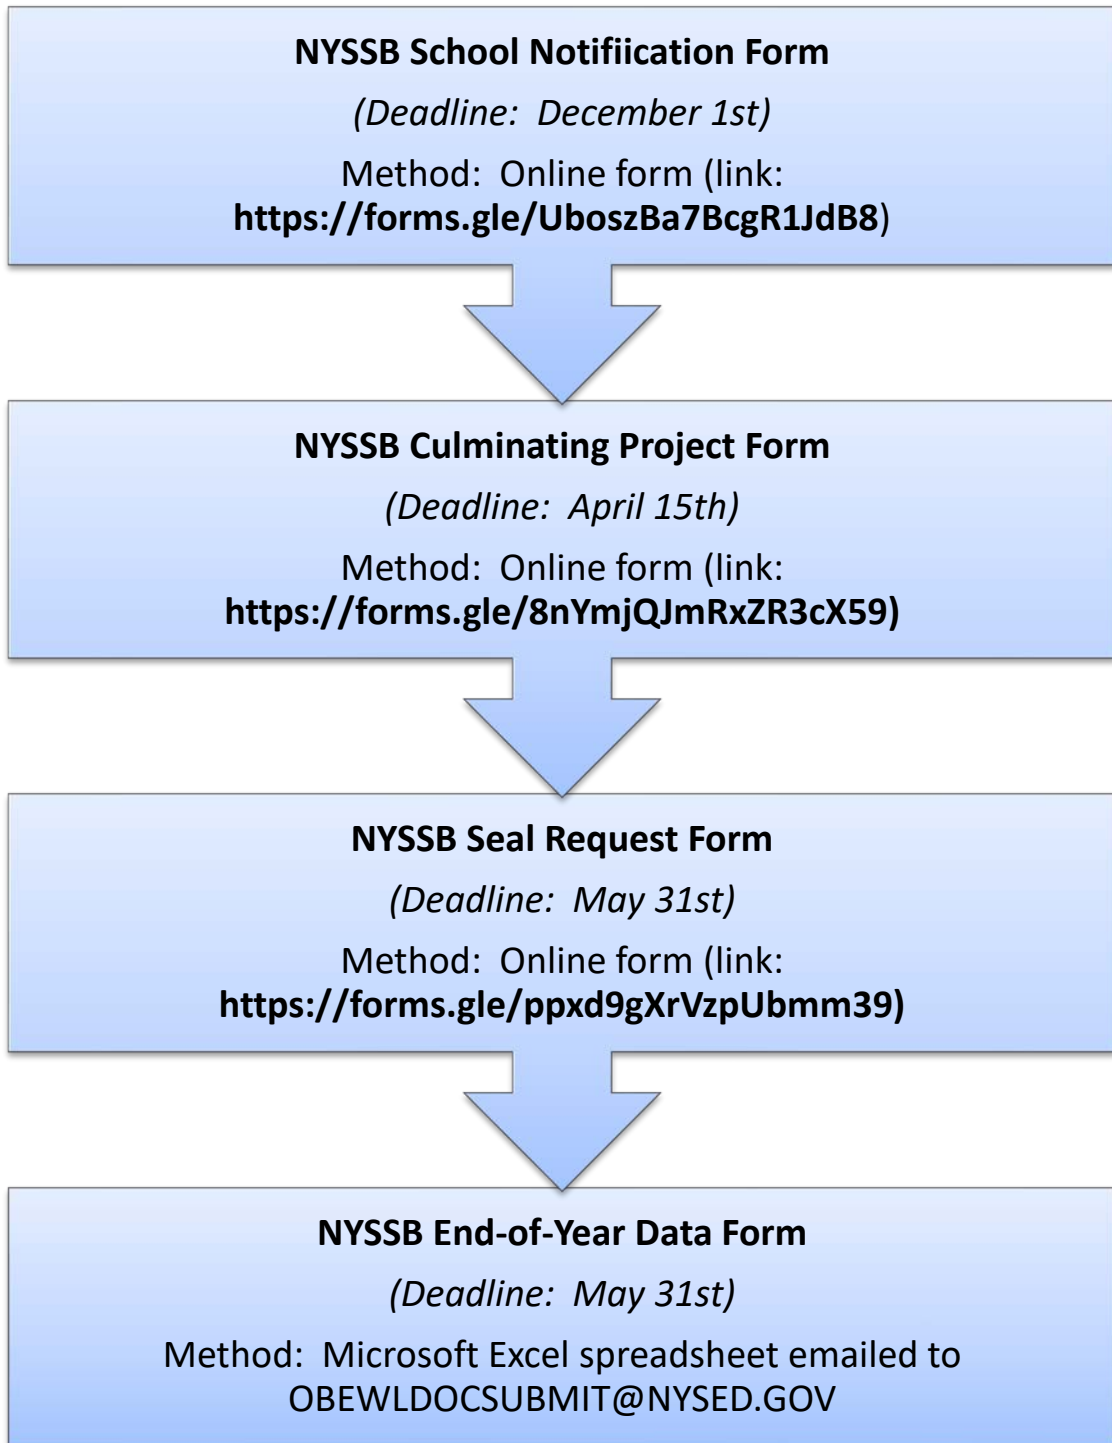 NYSSB School Notifiication Form
(Deadline: December 1st)
Method: Online form (link:
https://forms.gle/UboszBa7BcgR1JdB8)
NYSSB Culminating Project Form
(Deadline: April 15th)
Method: Online form (link:
https://forms.gle/8nYmjQJmRxZR3cX59)
NYSSB Seal Request Form
(Deadline: May 31st)
Method: Online form (link:
https://forms.gle/ppxd9gXrVzpUbmm39)
NYSSB End-of-Year Data Form
(Deadline: May 31st)
Method: Microsoft Excel spreadsheet emailed to
OBEWLDOCSUBMIT@NYSED.GOV